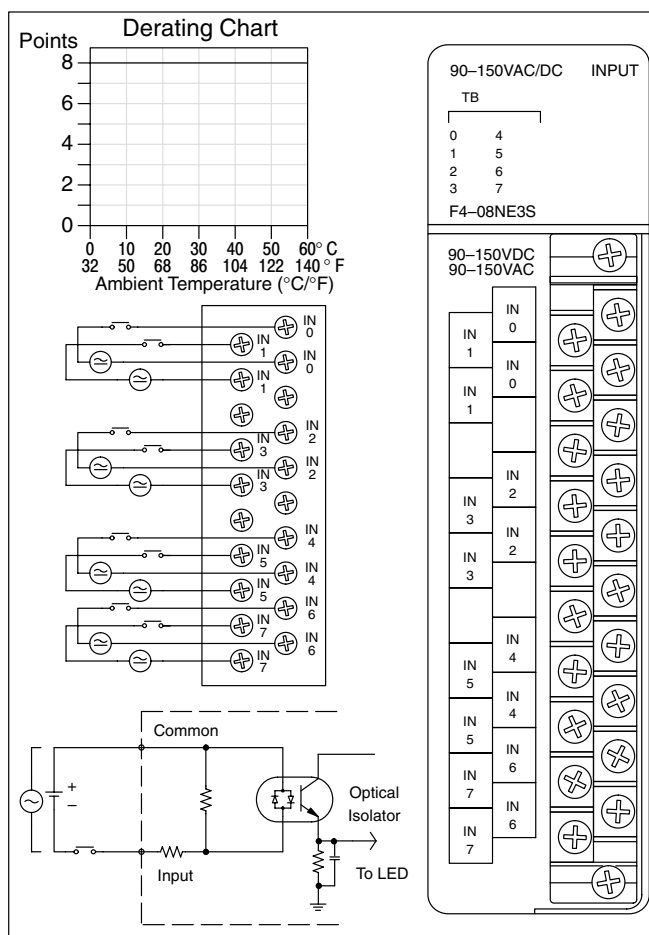 Derating Chart
Points
8
6
4
2
0
0 10 20 30 40 50 60°C
32 50 68 86 104 122 140°F
Ambient Temperature (°C/°F)
IN
0
IN
1
IN
0
IN
1
IN
2
IN
3
IN
2
IN
3
IN
4
IN
5
IN
4
IN
5
IN
6
IN
7
IN
6
IN
7
Common
+
–
Input
Optical
Isolator
To LED
90–150VAC/DC INPUT
TB
0 4
1 5
2 6
3 7
F4–08NE3S
90–150VDC
90–150VAC
IN
0
IN
1
IN
0
IN
1
IN
2
IN
3
IN
2
IN
3
IN
4
IN
5
IN
4
IN
5
IN
6
IN
7
IN
6
IN
7